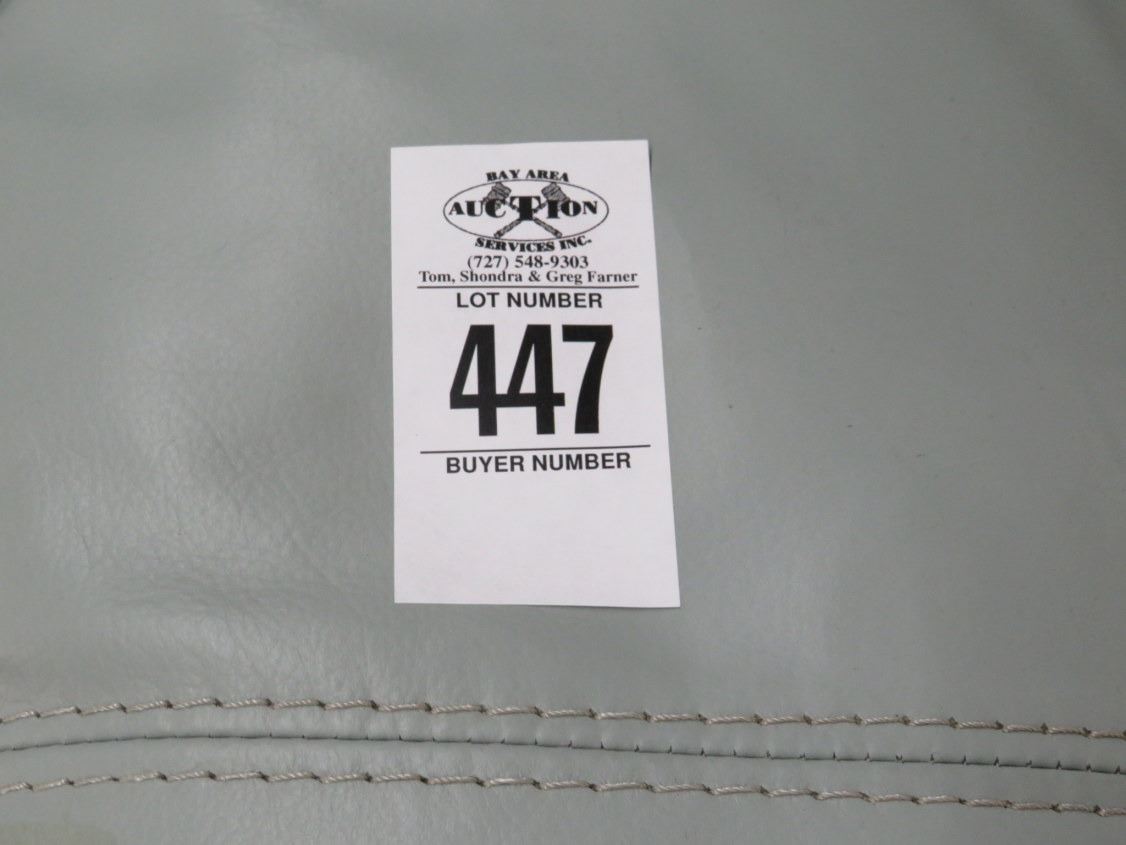 BAY AREA
AUCTION
SERVICES INC.
(727) 548-9303
Tom, Shondra & Greg Farner
LOT NUMBER
447
BUYER NUMBER